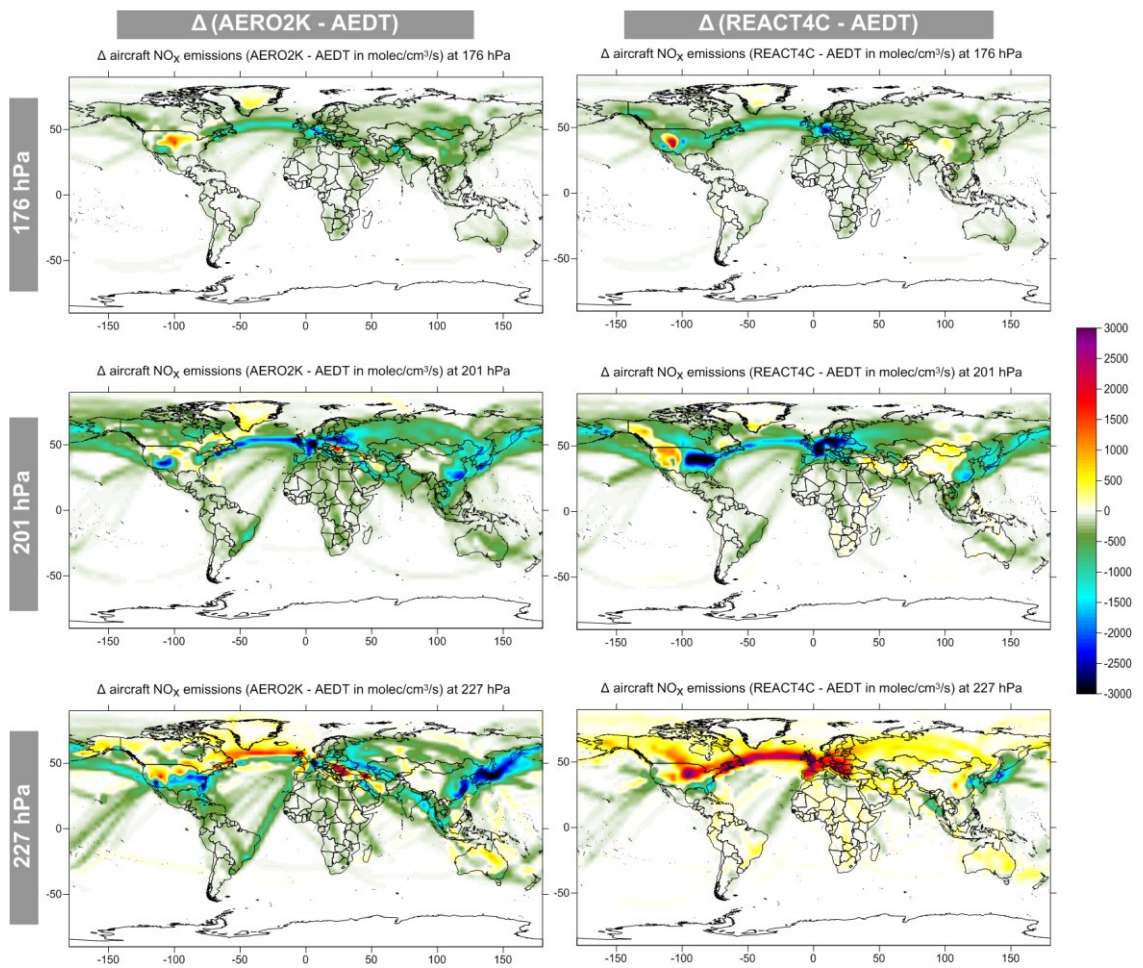 Δ (AERO2K - AEDT)
Δ (REACT4C - AEDT)
Δ aircraft NOX emissions (AERO2K - AEDT in molec/cm³/s) at 176 hPa
Δ aircraft NOX emissions (REACT4C - AEDT in molec/cm³/s) at 176 hPa
176 hPa
50
0
-50
-150 -100 -50 0 50 100 150
50
0
-50
-150 -100 -50 0 50 100 150
Δ aircraft NOX emissions (AERO2K - AEDT in molec/cm³/s) at 201 hPa
Δ aircraft NOX emissions (REACT4C - AEDT in molec/cm³/s) at 201 hPa
201 hPa
50
0
-50
-150 -100 -50 0 50 100 150
50
0
-50
-150 -100 -50 0 50 100 150
Δ aircraft NOX emissions (AERO2K - AEDT in molec/cm³/s) at 227 hPa
Δ aircraft NOX emissions (REACT4C - AEDT in molec/cm³/s) at 227 hPa
227 hPa
50
0
-50
-150 -100 -50 0 50 100 150
50
0
-50
-150 -100 -50 0 50 100 150
3000
2500
2000
1500
1000
500
0
-500
-1000
-1500
-2000
-2500
-3000